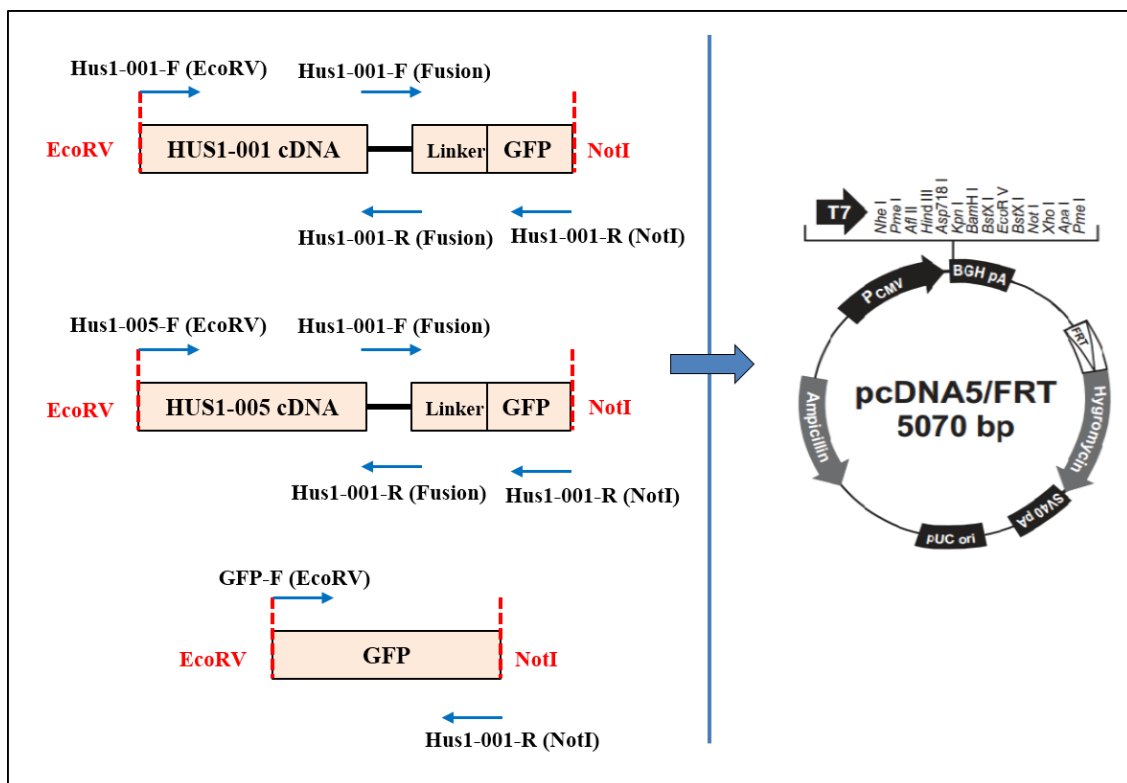 Hus1-001-F (EcoRV)
Hus1-001-F (Fusion)
EcoRV
HUS1-001 cDNA
Linker
GFP
NotI
Hus1-001-R (Fusion)
Hus1-001-R (NotI)
Hus1-005-F (EcoRV)
Hus1-001-F (Fusion)
EcoRV
HUS1-005 cDNA
Linker
GFP
NotI
Hus1-001-R (Fusion)
Hus1-001-R (NotI)
GFP-F (EcoRV)
EcoRV
GFP
NotI
Hus1-001-R (NotI)
T7
Nhe I
Pme I
Afl II
Hind III
Asp718 I
Kpn I
BamH I
BstX I
EcoR V
BstX I
Not I
Xho I
Apa I
Pme I
P CMV
BGH pA
FRT
Hygromycin
SV40 pA
pUC ori
Ampicillin
pcDNA5/FRT
5070 bp